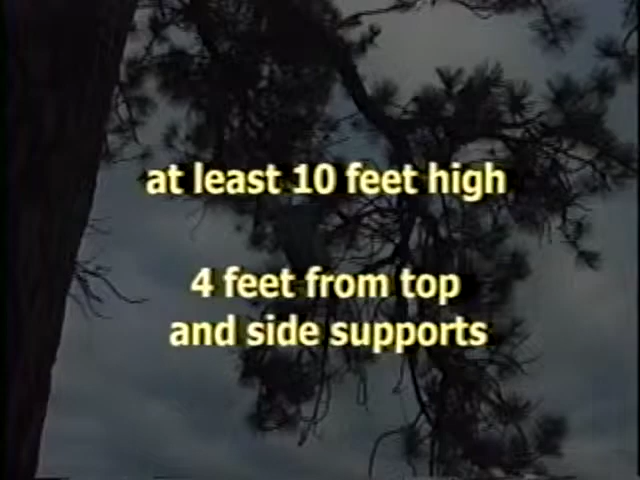 at least 10 feet high
4 feet from top
and side supports